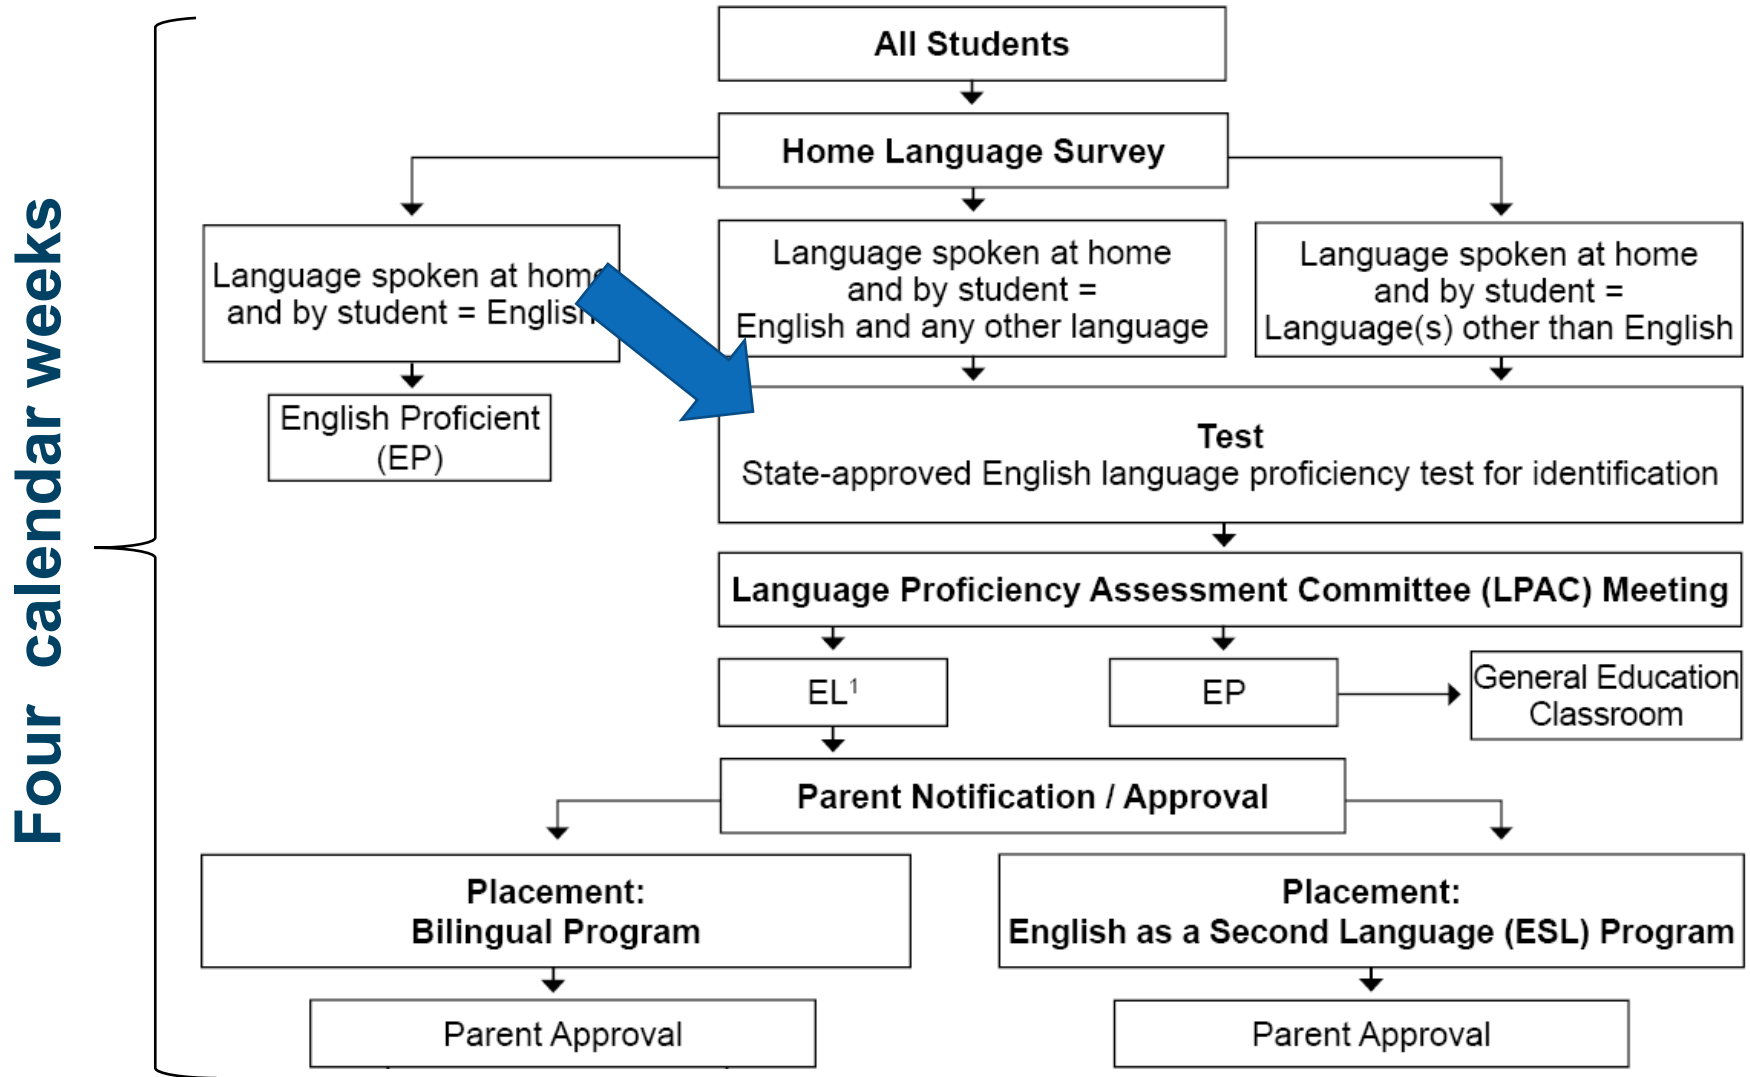 Four calendar weeks
All Students
Home Language Survey
Language spoken at home
and by student = English
Language spoken at home
and by student =
English and any other language
Language spoken at home
and by student =
Language(s) other than English
English Proficient
(EP)
Test
State-approved English language proficiency test for identification
Language Proficiency Assessment Committee (LPAC) Meeting
EL¹
EP
General Education
Classroom
Parent Notification / Approval
Placement:
Bilingual Program
Placement:
English as a Second Language (ESL) Program
Parent Approval
Parent Approval